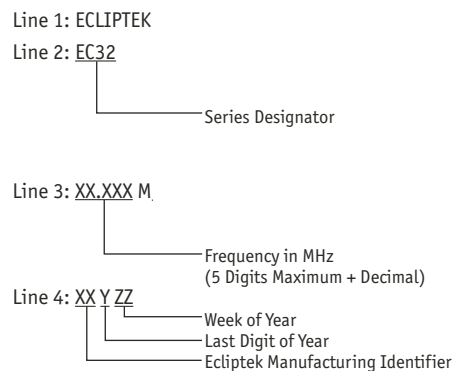 Line 1: ECLIPTEK
Line 2: EC32
Series Designator
Line 3: XX.XXX M
Frequency in MHz
(5 Digits Maximum + Decimal)
Line 4: XX Y ZZ
Week of Year
Last Digit of Year
Ecliptek Manufacturing Identifier